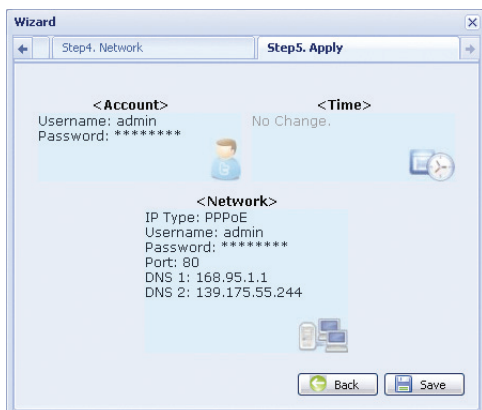 Wizard
Step4. Network
Step5. Apply
<Account>
Username: admin
Password: ********
<Time>
No Change.
<Network>
IP Type: PPPoE
Username: admin
Password: ********
Port: 80
DNS 1: 168.95.1.1
DNS 2: 139.175.55.244
Back
Save